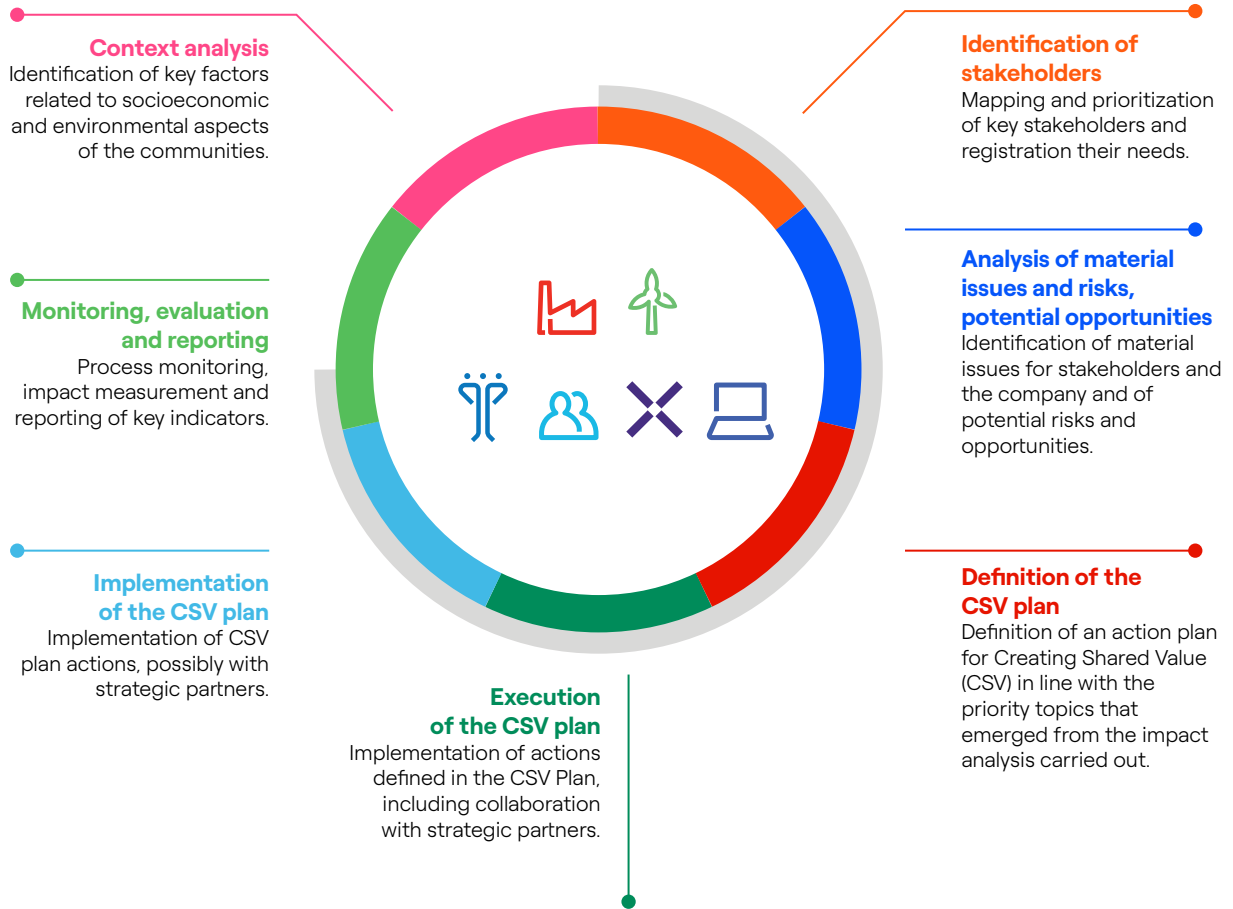 Context analysis
Identification of key factors
related to socioeconomic
and environmental aspects
of the communities.
Identification of
stakeholders
Mapping and prioritization
of key stakeholders and
registration their needs.
Analysis of material
issues and risks,
potential opportunities
Identification of material
issues for stakeholders and
the company and of
potential risks and
opportunities.
Definition of the
CSV plan
Definition of an action plan
for Creating Shared Value
(CSV) in line with the
priority topics that
emerged from the impact
analysis carried out.
Execution
of the CSV plan
Implementation of actions
defined in the CSV Plan,
including collaboration
with strategic partners.
Implementation
of the CSV plan
Implementation of CSV
plan actions, possibly with
strategic partners.
Monitoring, evaluation
and reporting
Process monitoring,
impact measurement and
reporting of key indicators.